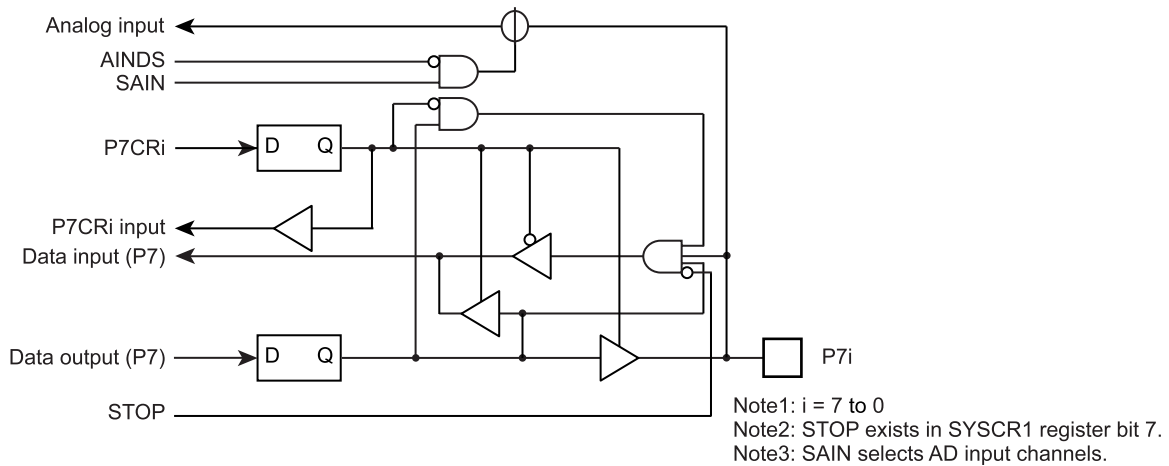 Analog input
AINDS
SAIN
P7CRi
D Q
P7CRi input
Data input (P7)
Data output (P7)
D Q
P7i
STOP
Note1: i = 7 to 0
Note2: STOP exists in SYSCR1 register bit 7.
Note3: SAIN selects AD input channels.